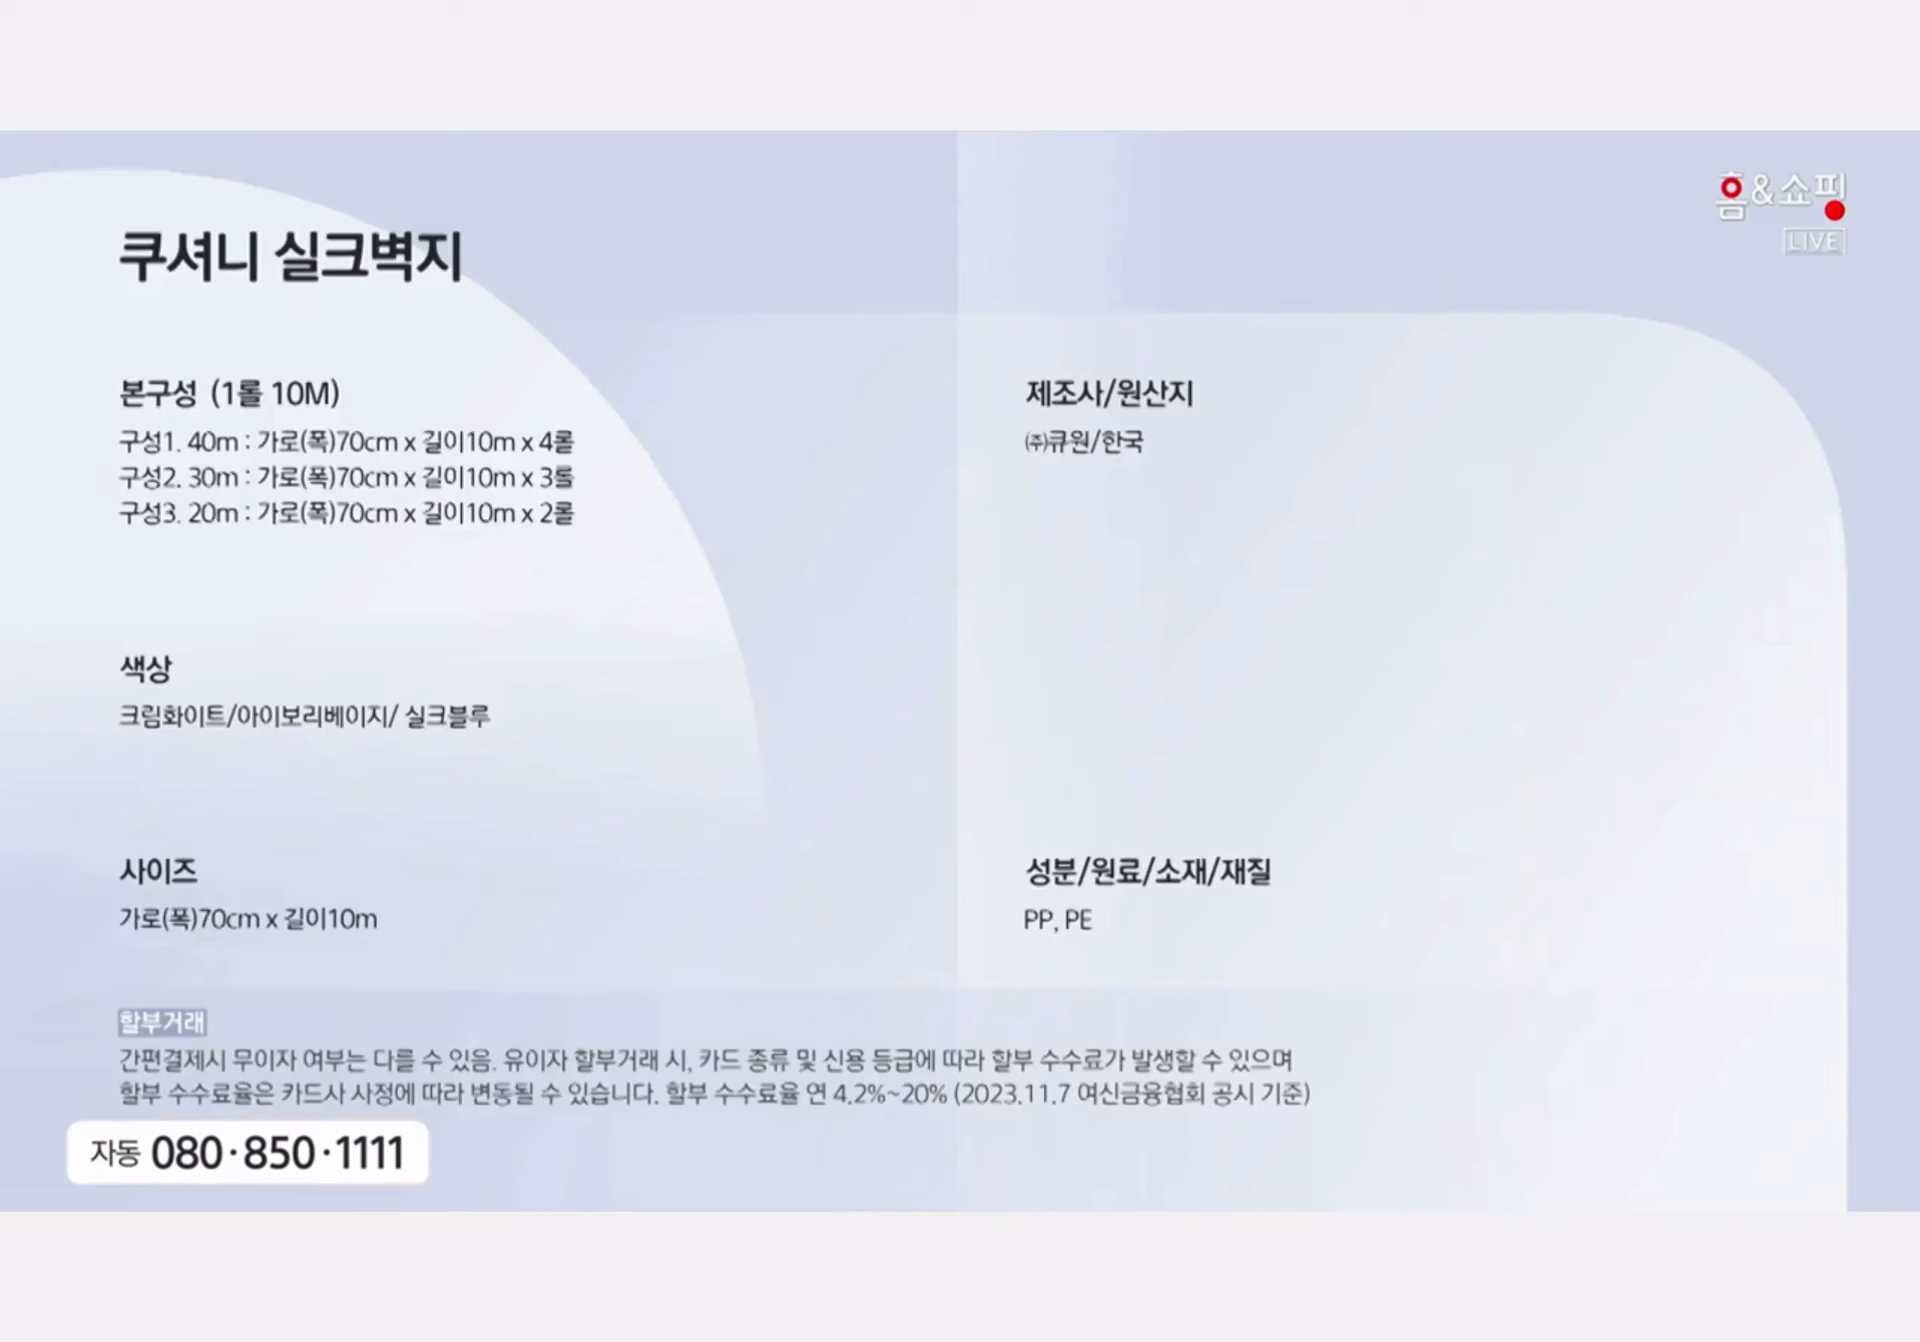 홈&쇼핑
LIVE
쿠셔니 실크벽지
본구성 (1롤 10M)
구성1. 40m : 가로(폭)70cm x 길이10m x 4롤
구성2. 30m : 가로(폭)70cm x 길이10m x 3롤
구성3. 20m : 가로(폭)70cm x 길이10m x 2롤
제조사/원산지
㈜큐원/한국
색상
크림화이트/아이보리베이지/ 실크블루
사이즈
가로(폭)70cm x 길이10m
성분/원료/소재/재질
PP, PE
할부거래
간편결제시 무이자 여부는 다를 수 있음. 유이자 할부거래 시, 카드 종류 및 신용 등급에 따라 할부 수수료가 발생할 수 있으며
할부 수수료율은 카드사 사정에 따라 변동될 수 있습니다. 할부 수수료율 연 4.2%~20% (2023.11.7 여신금융협회 공시 기준)
자동 080·850·1111